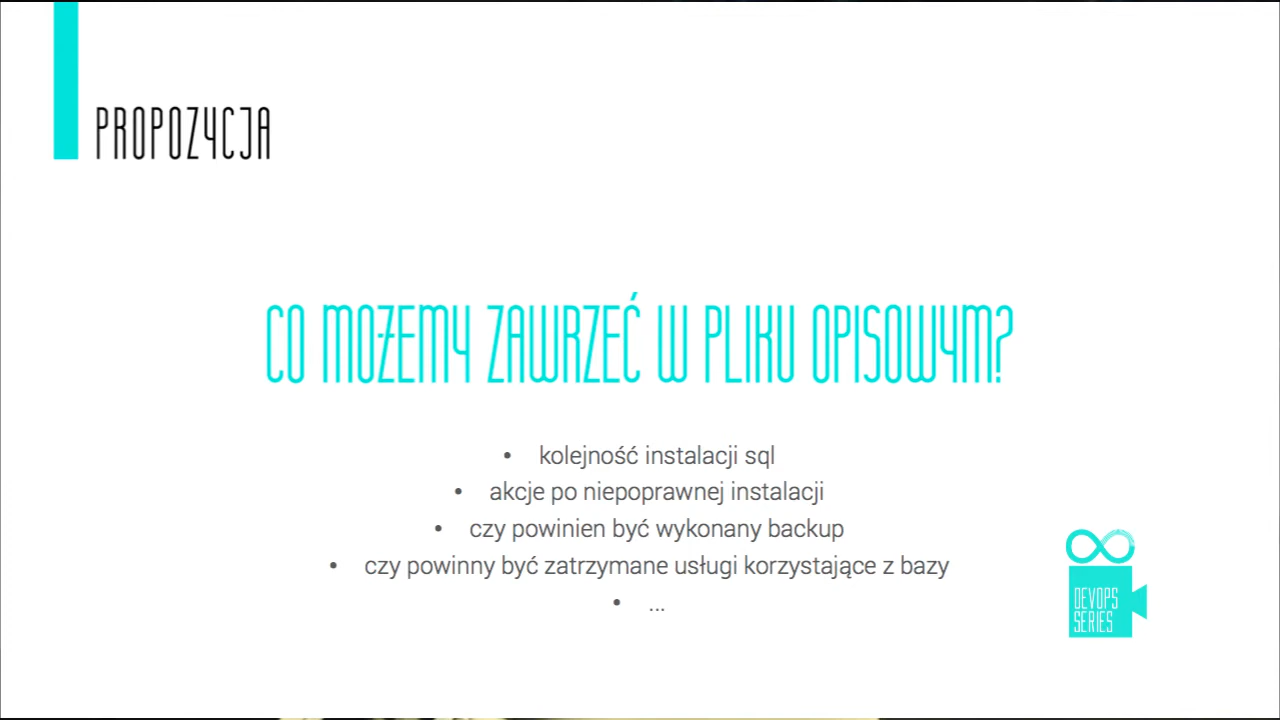 PROPOZYCJA
CO MOŻEMY ZAWRZEĆ W PLIKU OPISOWYM?
• kolejność instalacji sql
• akcje po niepoprawnej instalacji
• czy powinien być wykonany backup
• czy powinny być zatrzymane usługi korzystające z bazy
• ...
DEVOPS
SERIES